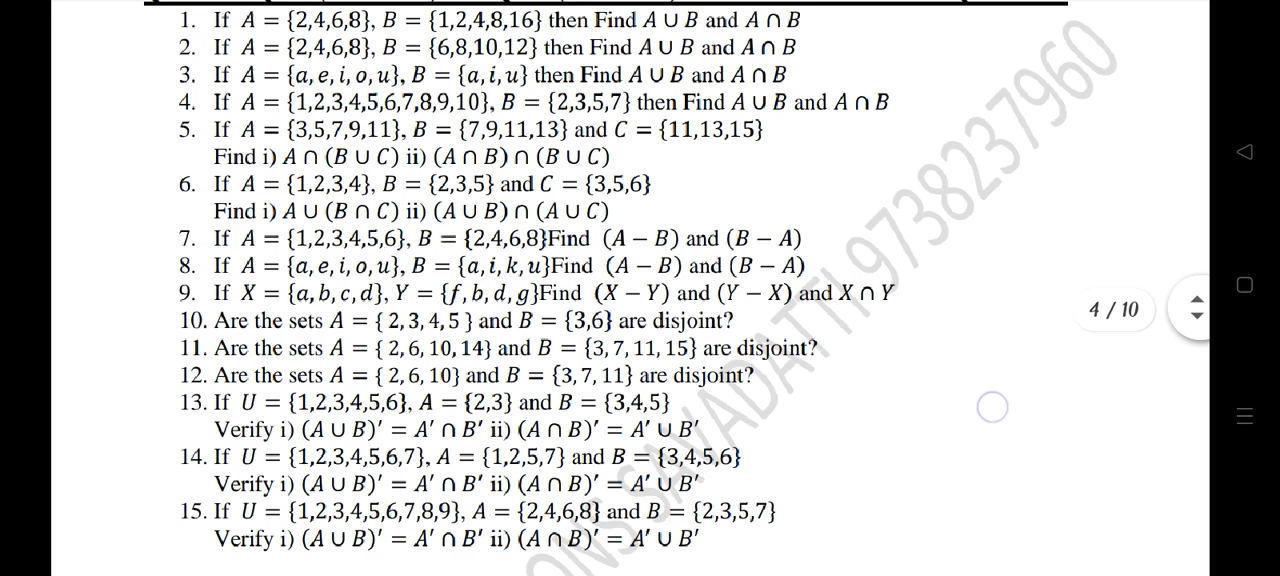 1. If A = {2,4,6,8}, B = {1,2,4,8,16} then Find A ∪ B and A ∩ B
2. If A = {2,4,6,8}, B = {6,8,10,12} then Find A ∪ B and A ∩ B
3. If A = {a, e, i, o, u}, B = {a, i, u} then Find A ∪ B and A ∩ B
4. If A = {1,2,3,4,5,6,7,8,9,10}, B = {2,3,5,7} then Find A ∪ B and A ∩ B
5. If A = {3,5,7,9,11}, B = {7,9,11,13} and C = {11,13,15}
Find i) A ∩ (B ∪ C) ii) (A ∩ B) ∩ (B ∪ C)
6. If A = {1,2,3,4}, B = {2,3,5} and C = {3,5,6}
Find i) A ∪ (B ∩ C) ii) (A ∪ B) ∩ (A ∪ C)
7. If A = {1,2,3,4,5,6}, B = {2,4,6,8}Find (A − B) and (B − A)
8. If A = {a, e, i, o, u}, B = {a, i, k, u}Find (A − B) and (B − A)
9. If X = {a, b, c, d}, Y = {f, b, d, g}Find (X − Y) and (Y − X) and X ∩ Y
10. Are the sets A = { 2, 3, 4, 5 } and B = {3,6} are disjoint?
11. Are the sets A = { 2, 6, 10, 14} and B = {3, 7, 11, 15} are disjoint?
12. Are the sets A = { 2, 6, 10} and B = {3, 7, 11} are disjoint?
13. If U = {1,2,3,4,5,6}, A = {2,3} and B = {3,4,5}
Verify i) (A ∪ B)′ = A′ ∩ B′ ii) (A ∩ B)′ = A′ ∪ B′
14. If U = {1,2,3,4,5,6,7}, A = {1,2,5,7} and B = {3,4,5,6}
Verify i) (A ∪ B)′ = A′ ∩ B′ ii) (A ∩ B)′ = A′ ∪ B′
15. If U = {1,2,3,4,5,6,7,8,9}, A = {2,4,6,8} and B = {2,3,5,7}
Verify i) (A ∪ B)′ = A′ ∩ B′ ii) (A ∩ B)′ = A′ ∪ B′
4 / 10
ONS SAVADATTI 9738237960